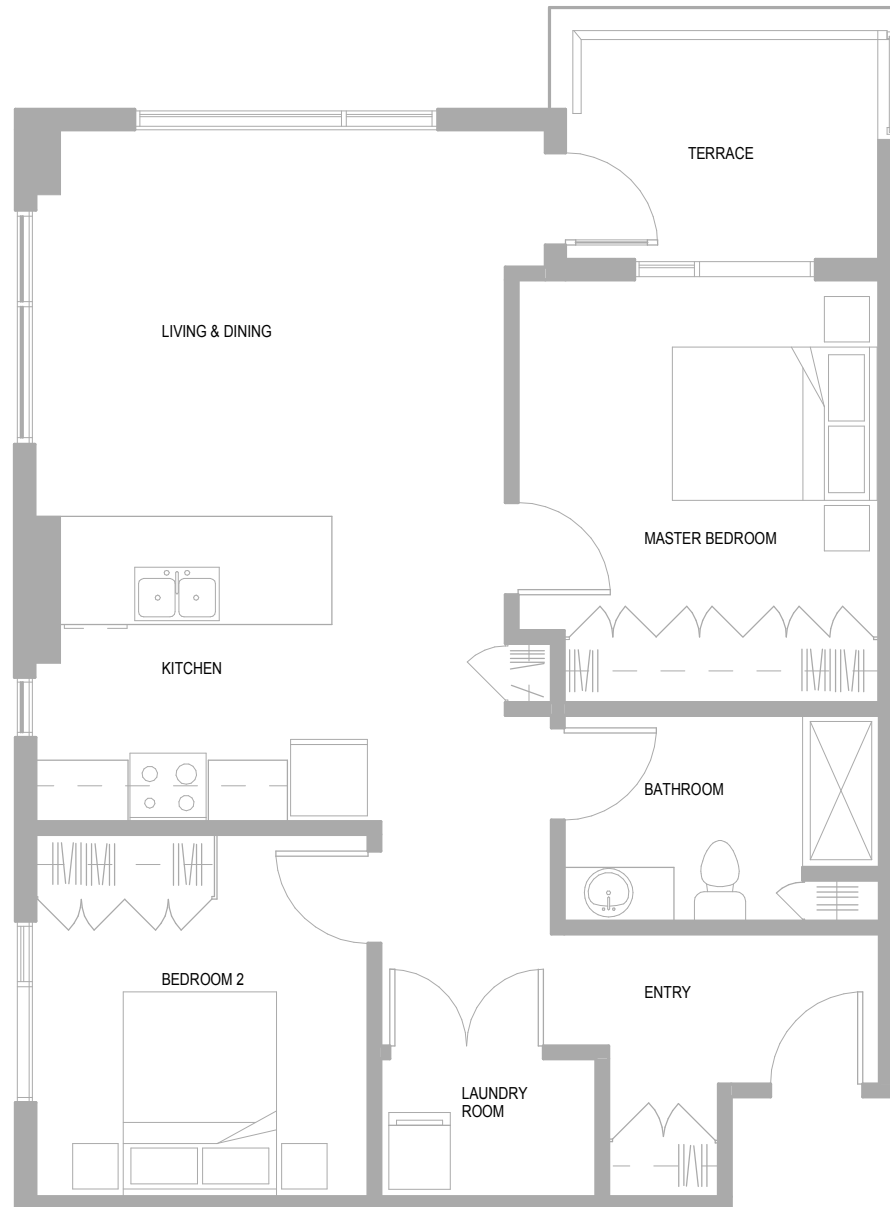 TERRACE
LIVING & DINING
MASTER BEDROOM
KITCHEN
BATHROOM
BEDROOM 2
ENTRY
LAUNDRY
ROOM